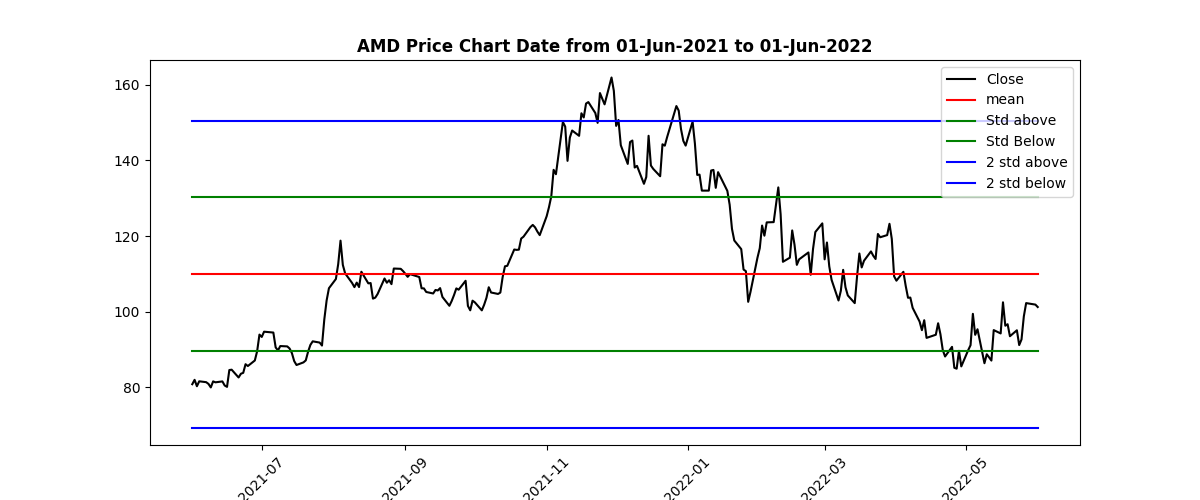 AMD Price Chart Date from 01-Jun-2021 to 01-Jun-2022
160
140
120
100
80
Close
mean
Std above
Std Below
2 std above
2 std below
2021-07
2021-09
2021-11
2022-01
2022-03
2022-05